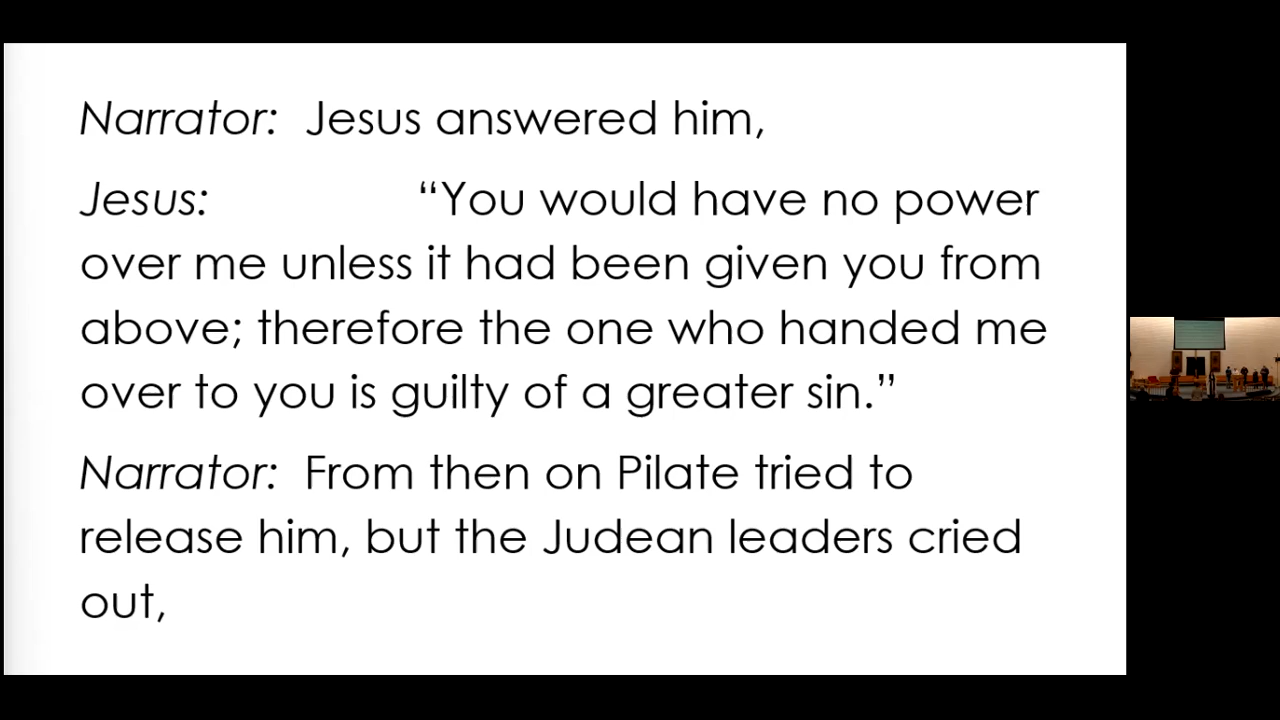 Narrator: Jesus answered him,
Jesus: “You would have no power
over me unless it had been given you from
above; therefore the one who handed me
over to you is guilty of a greater sin.”
Narrator: From then on Pilate tried to
release him, but the Judean leaders cried
out,